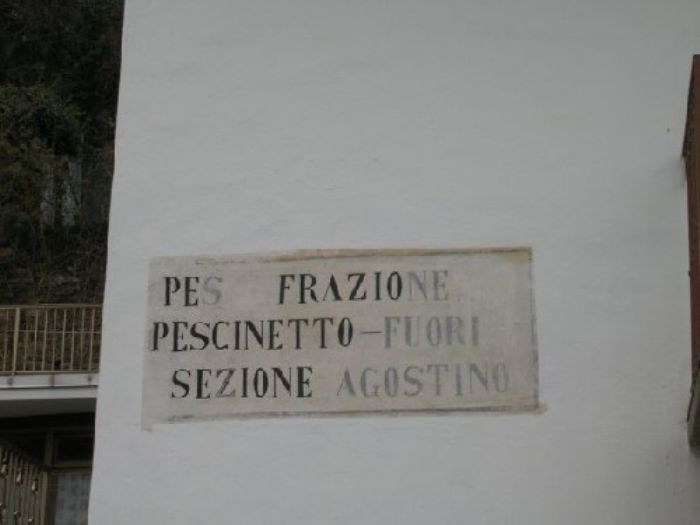 PES FRAZIONE
PESCINETTO-FUORI
SEZIONE AGOSTINO